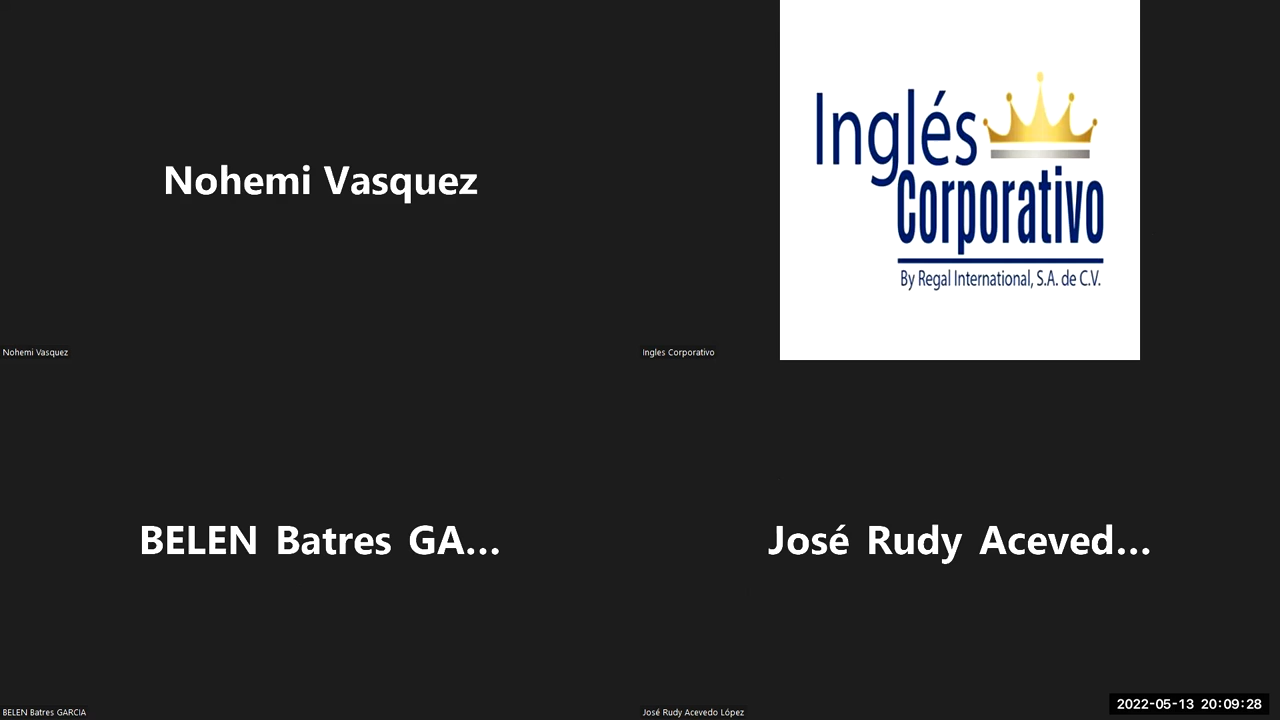 Nohemi Vasquez
Nohemi Vasquez
Inglés
Corporativo
By Regal International, S.A. de C.V.
Ingles Corporativo
BELEN Batres GA...
BELEN Batres GARCIA
José Rudy Aceved...
José Rudy Acevedo López
2022-05-13 20:09:28